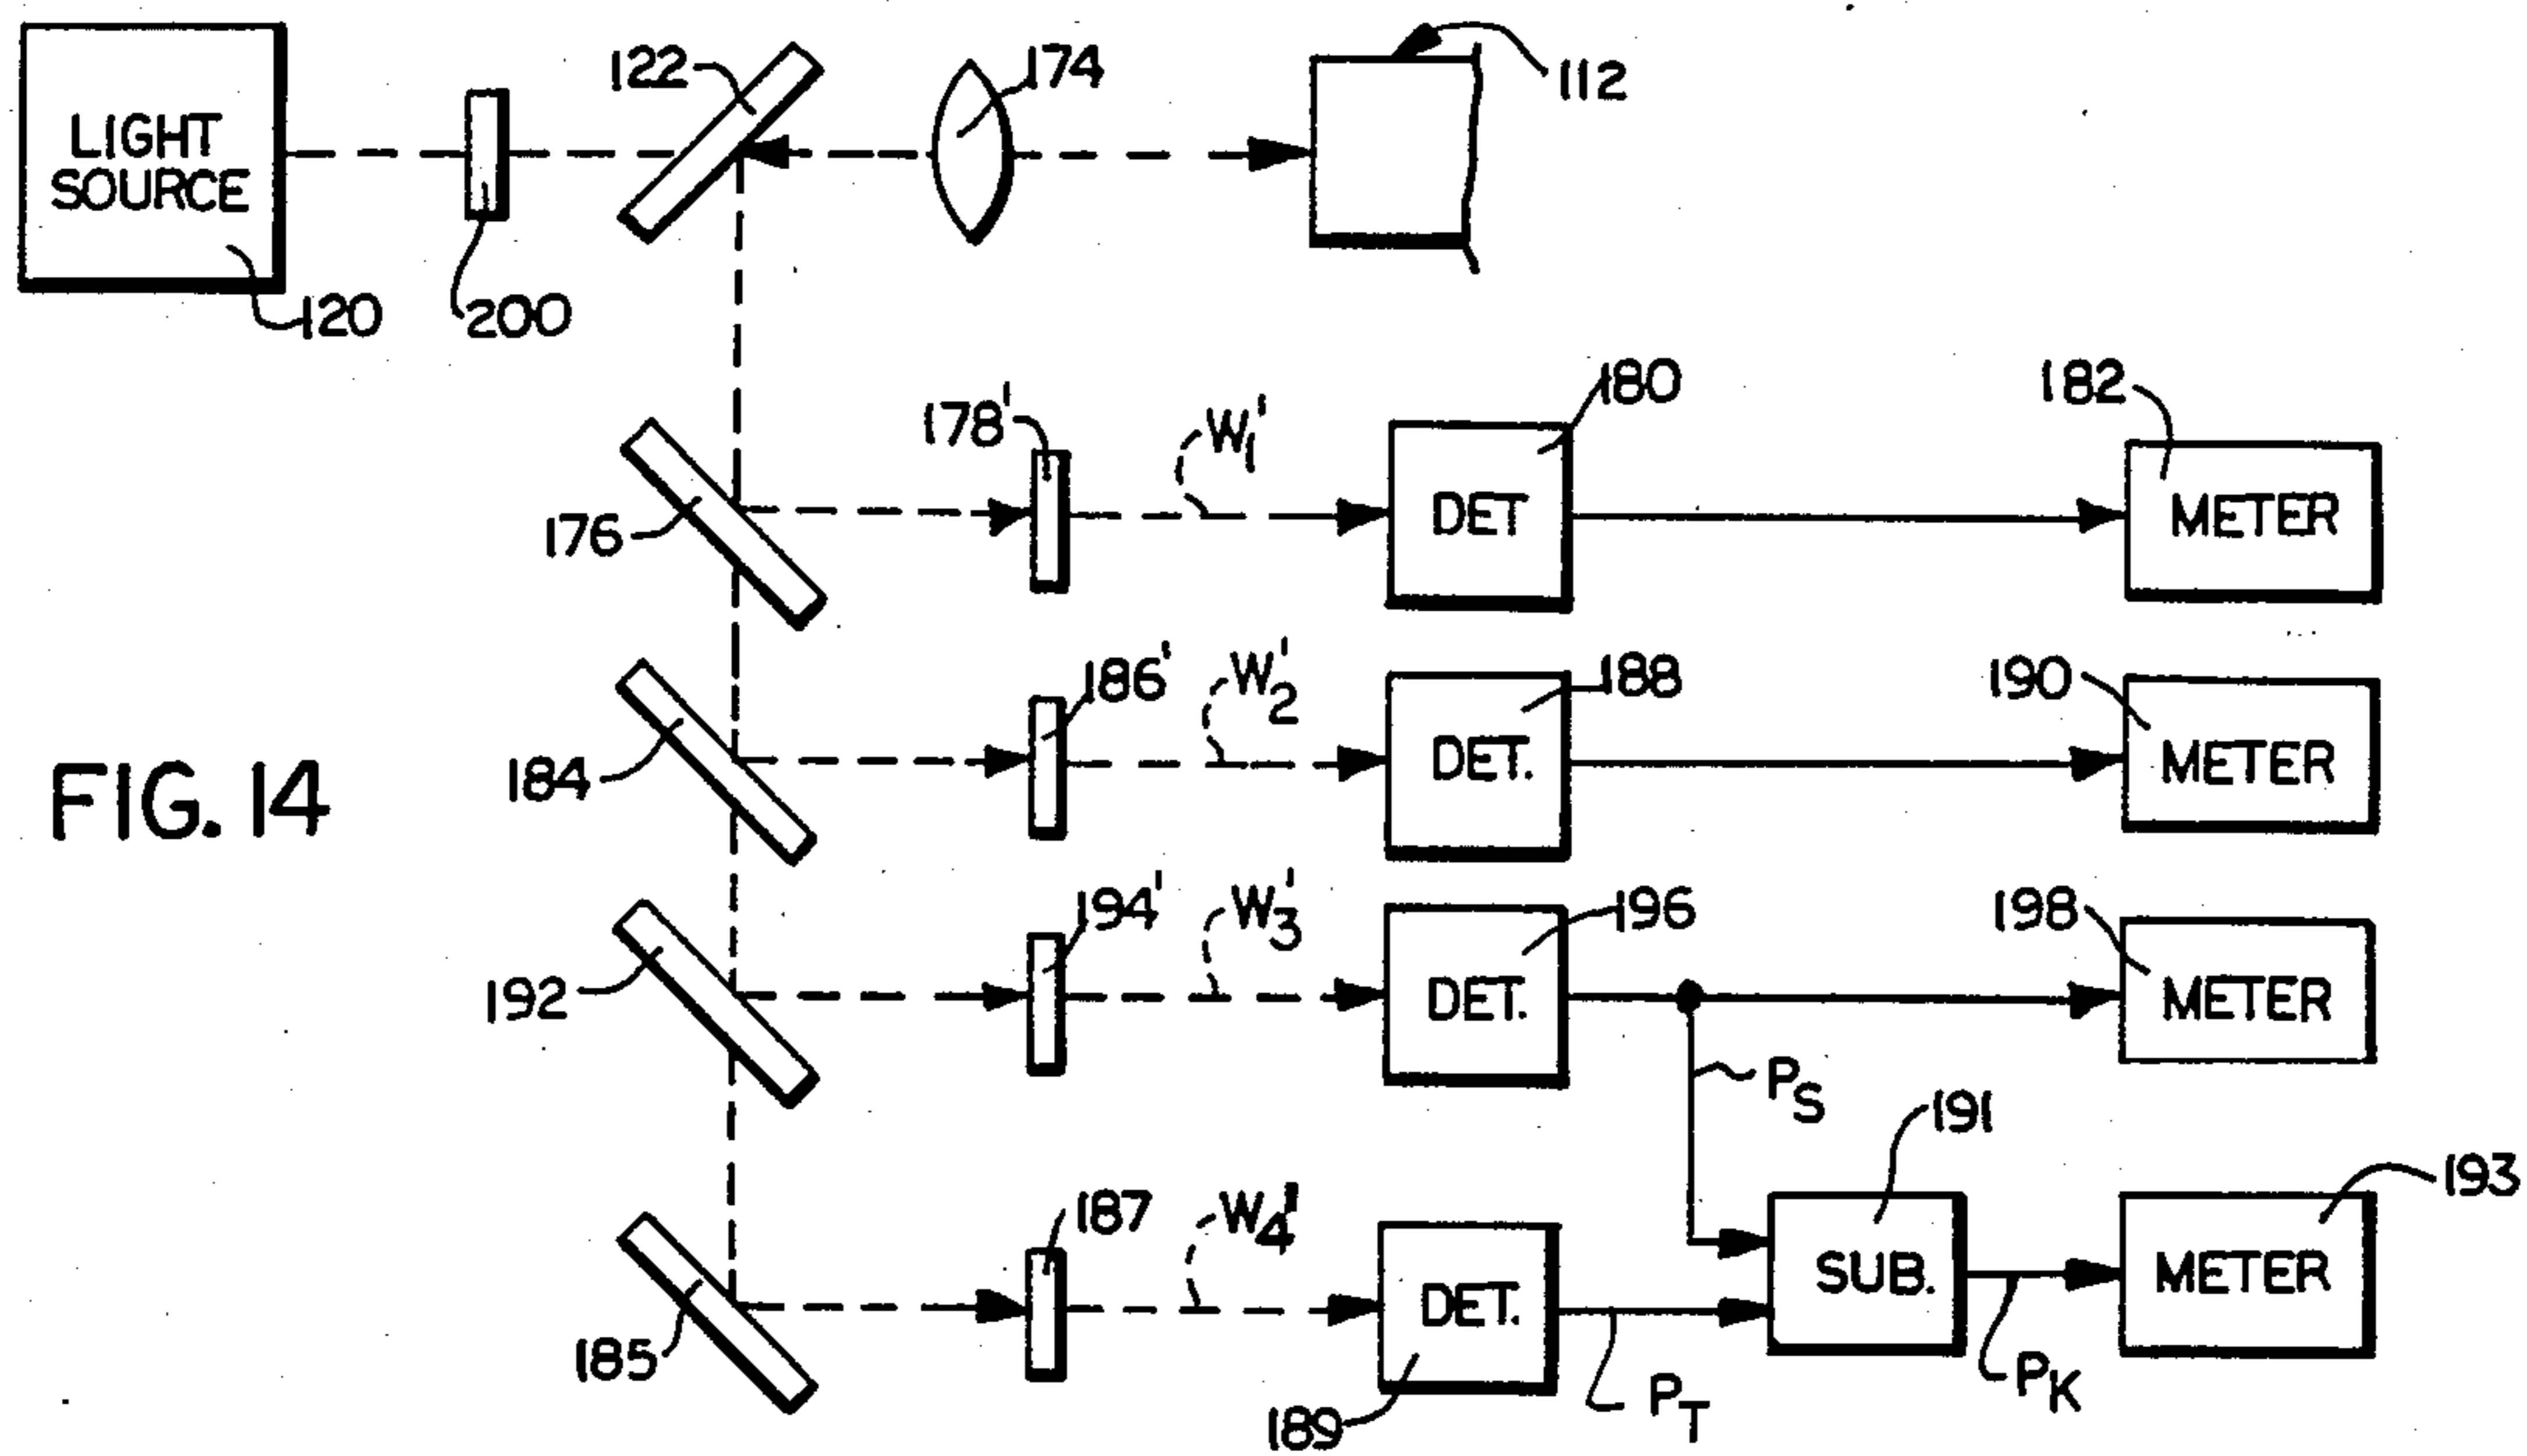 LIGHT
SOURCE
120
200
122
174
112
176
178'
W1'
180
DET
182
METER
184
186'
W2'
188
DET.
190
METER
FIG. 14
192
194'
W3'
196
DET.
198
METER
PS
191
SUB.
193
METER
185
187
W4'
DET.
189
PT
PK